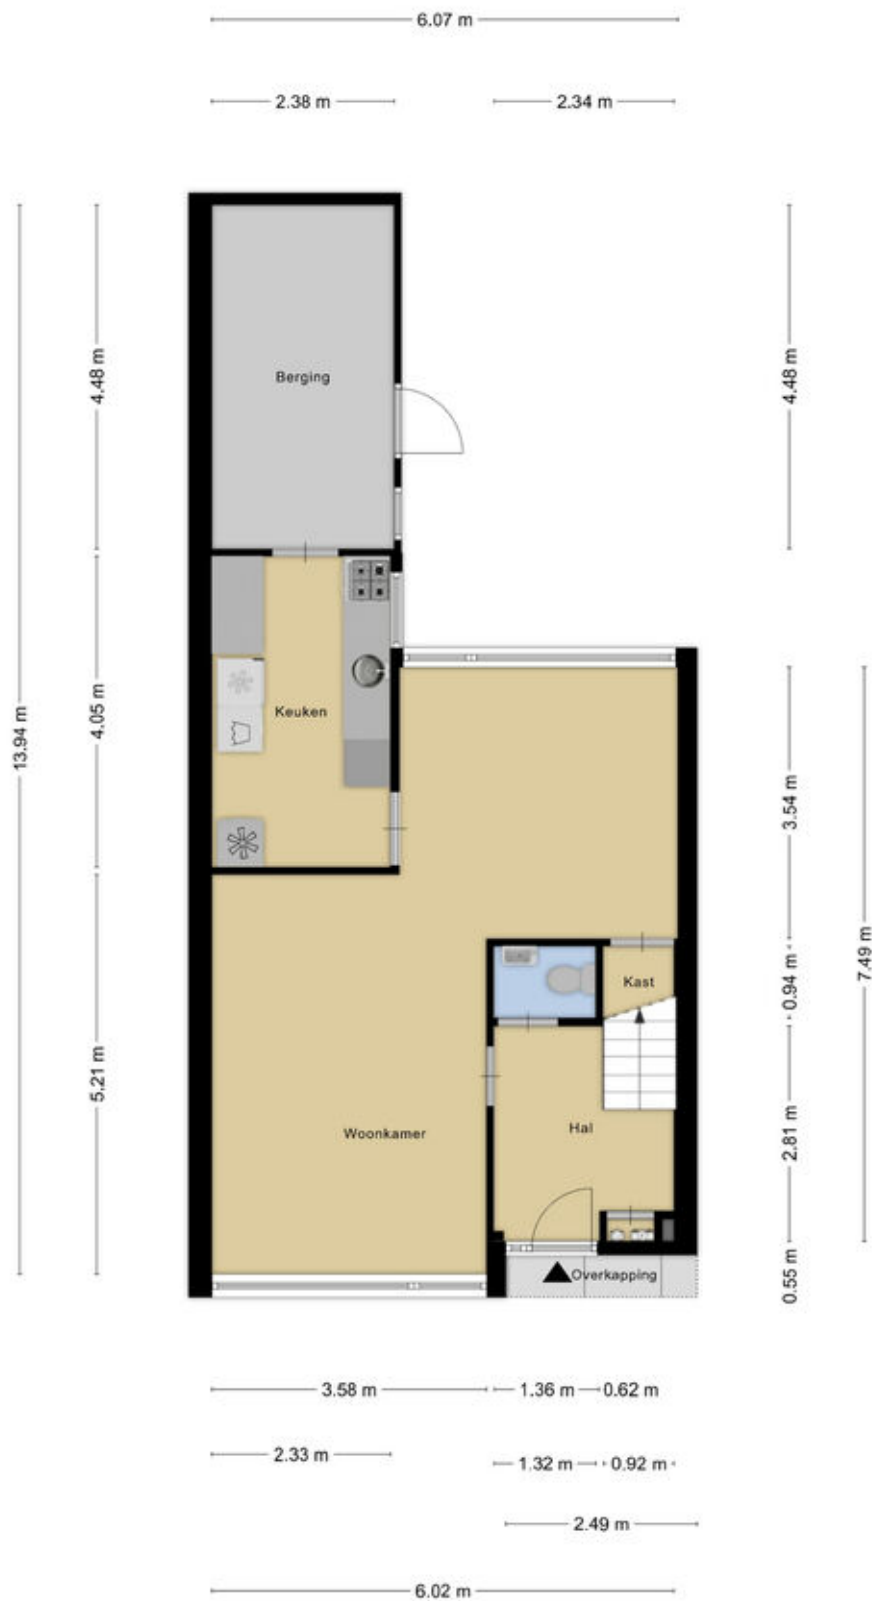 6.07 m
2.38 m
2.34 m
4.48 m
4.48 m
Berging
4.05 m
Keuken
13.94 m
3.54 m
7.49 m
0.94 m
Kast
5.21 m
Woonkamer
Hal
2.81 m
Overkapping
0.55 m
3.58 m
1.36 m
0.62 m
2.33 m
1.32 m
0.92 m
2.49 m
6.02 m